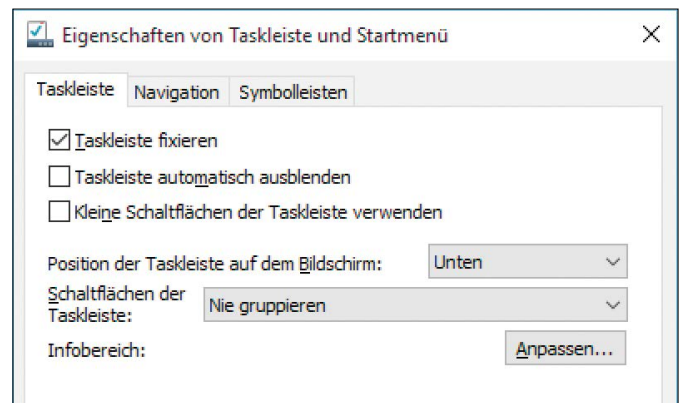 Eigenschaften von Taskleiste und Startmenü
Taskleiste Navigation Symbolleisten
Taskleiste fixieren
Taskleiste automatisch ausblenden
Kleine Schaltflächen der Taskleiste verwenden
Position der Taskleiste auf dem Bildschirm: Unten
Schaltflächen der
Taskleiste: Nie gruppieren
Infobereich: Anpassen...